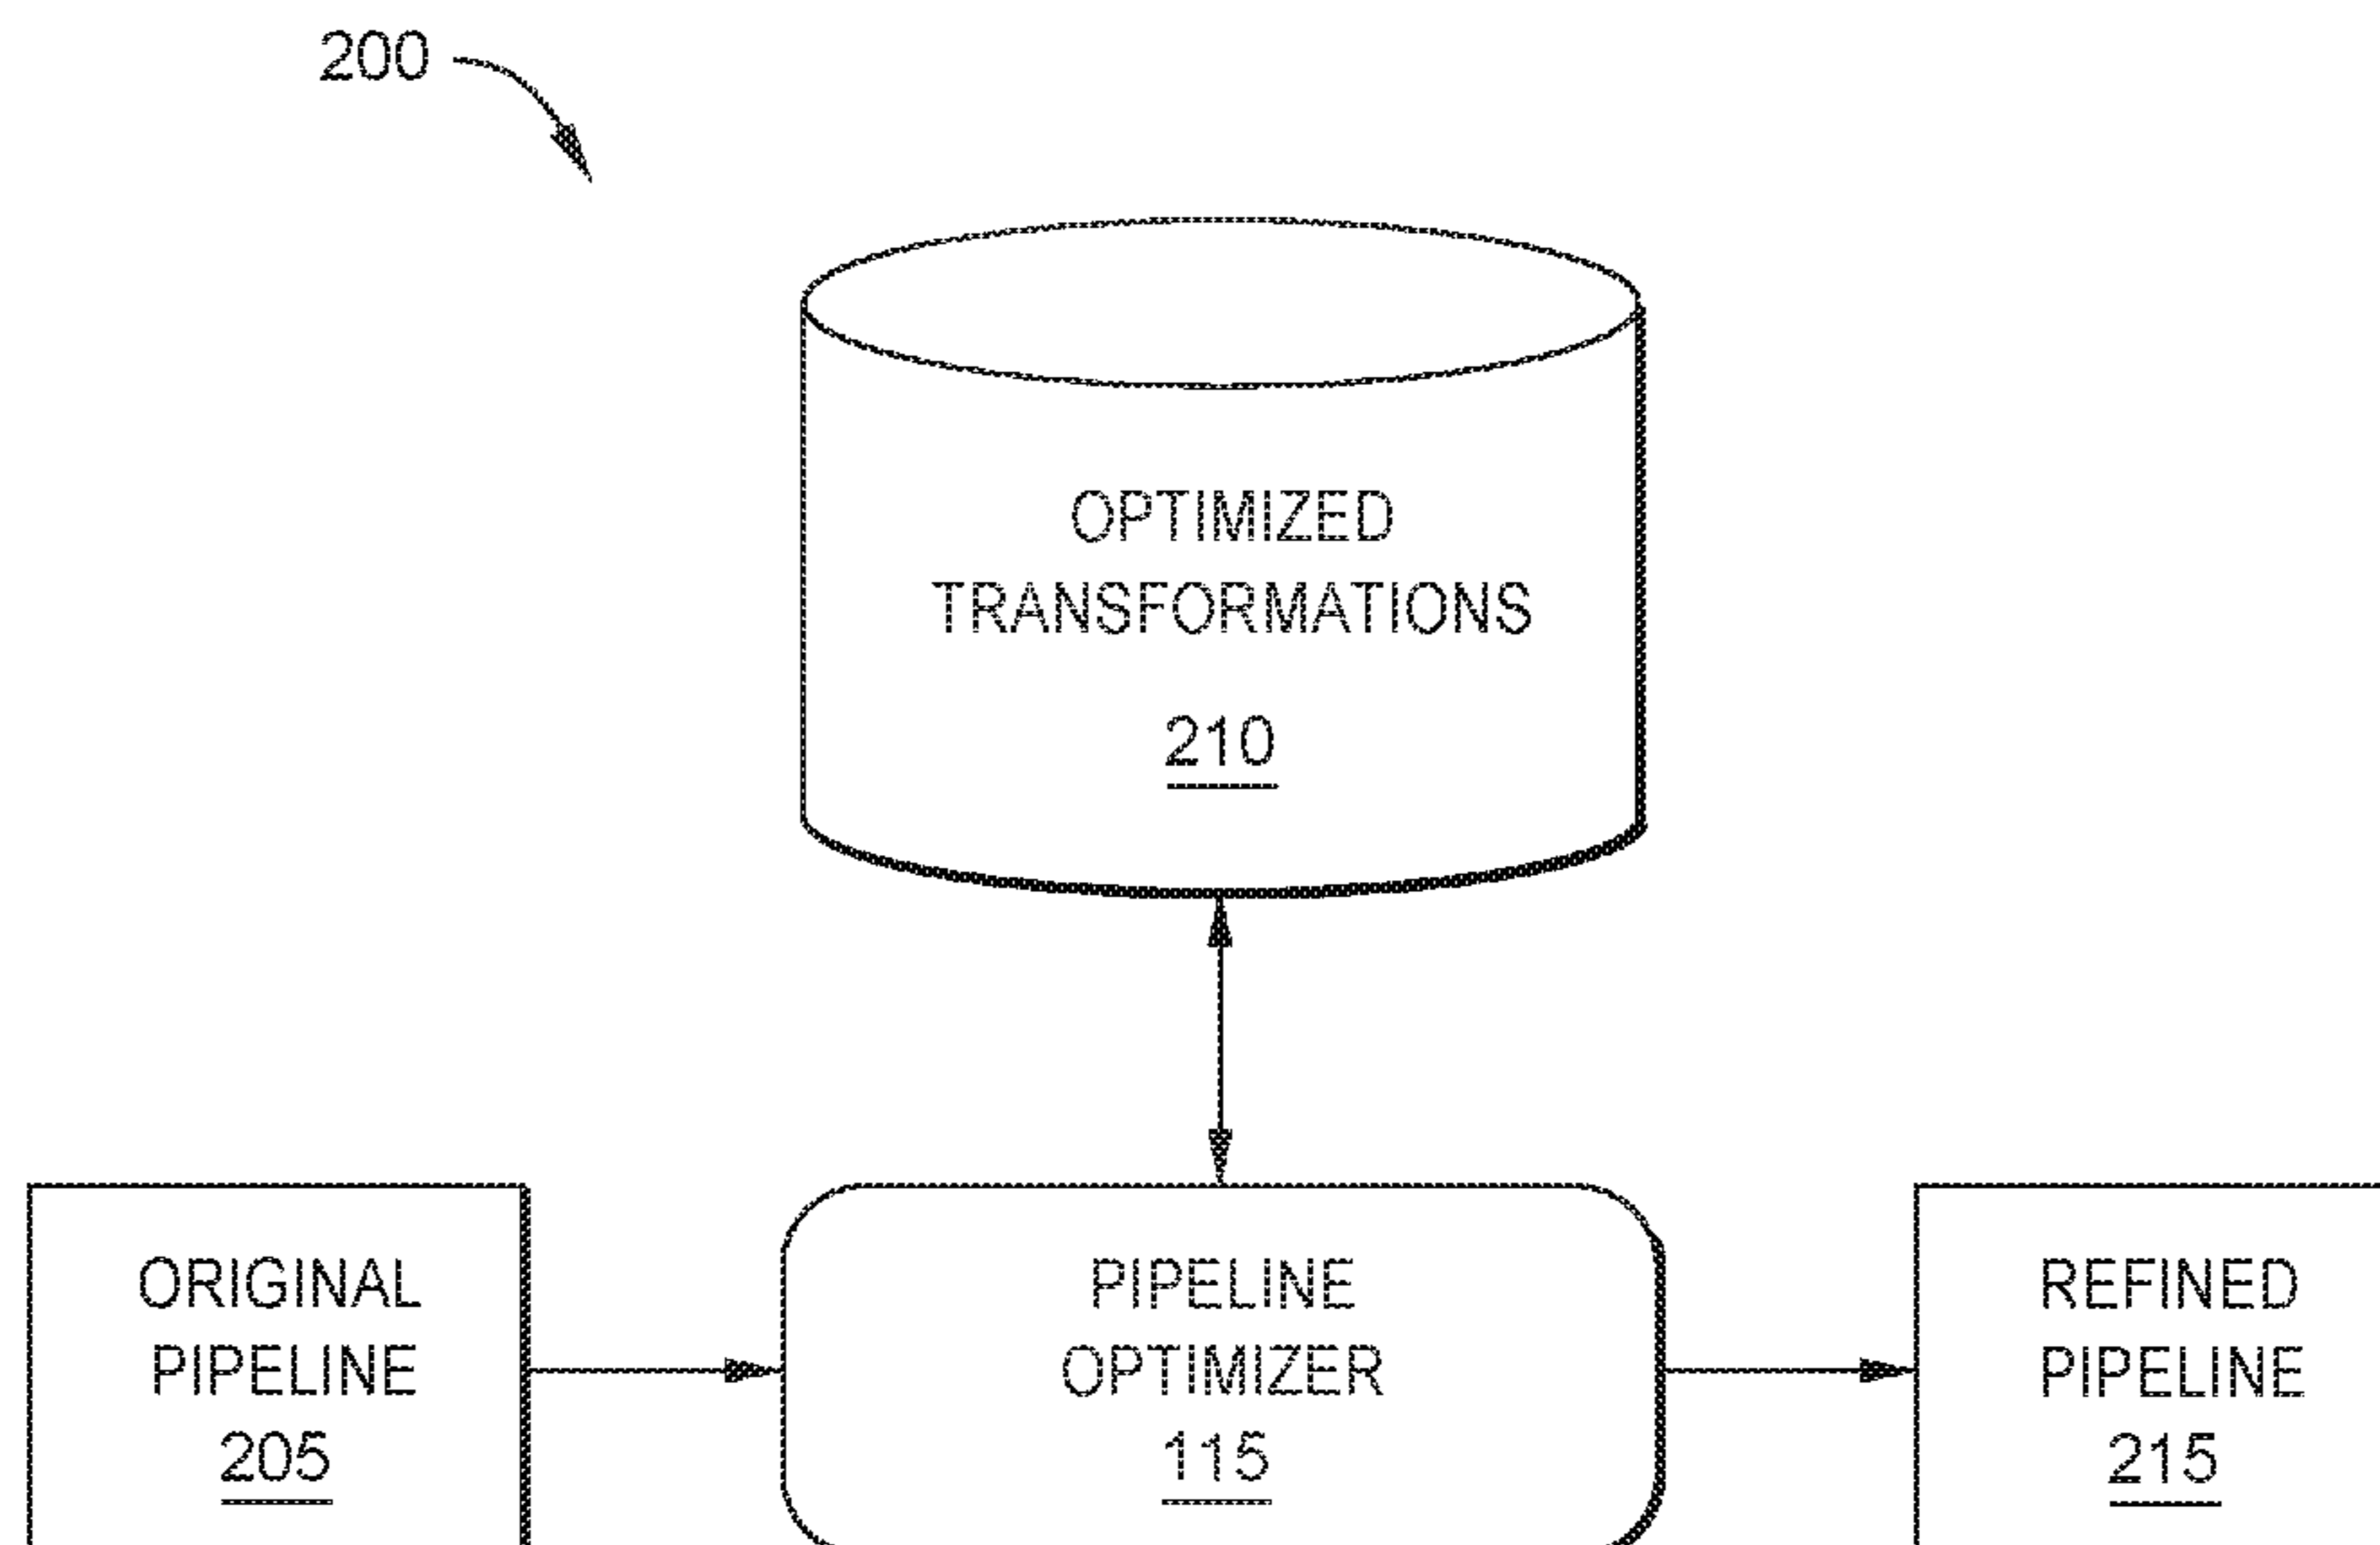 200
OPTIMIZED
TRANSFORMATIONS
210
ORIGINAL
PIPELINE
205
PIPELINE
OPTIMIZER
115
REFINED
PIPELINE
215